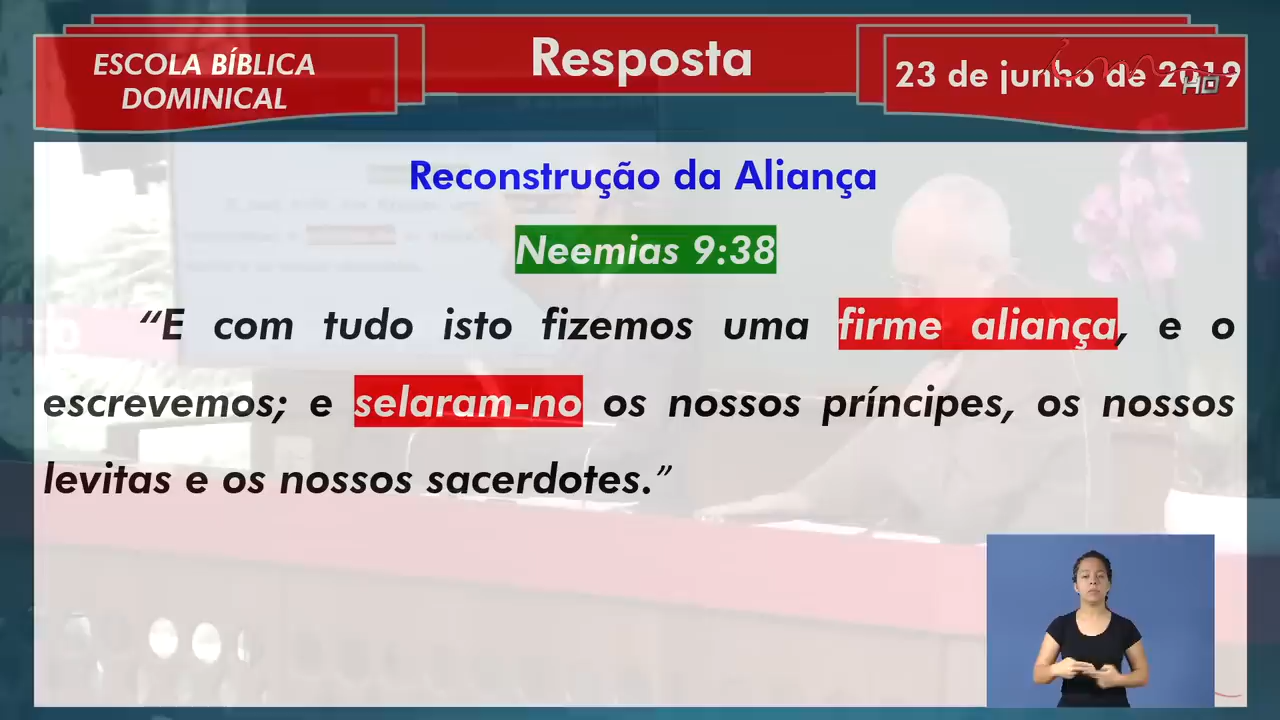 ESCOLA BÍBLICA
DOMINICAL
Resposta
23 de junho de 2019
HD
Reconstrução da Aliança
Neemias 9:38
“E com tudo isto fizemos uma firme aliança, e o
escrevemos; e selaram-no os nossos príncipes, os nossos
levitas e os nossos sacerdotes.”